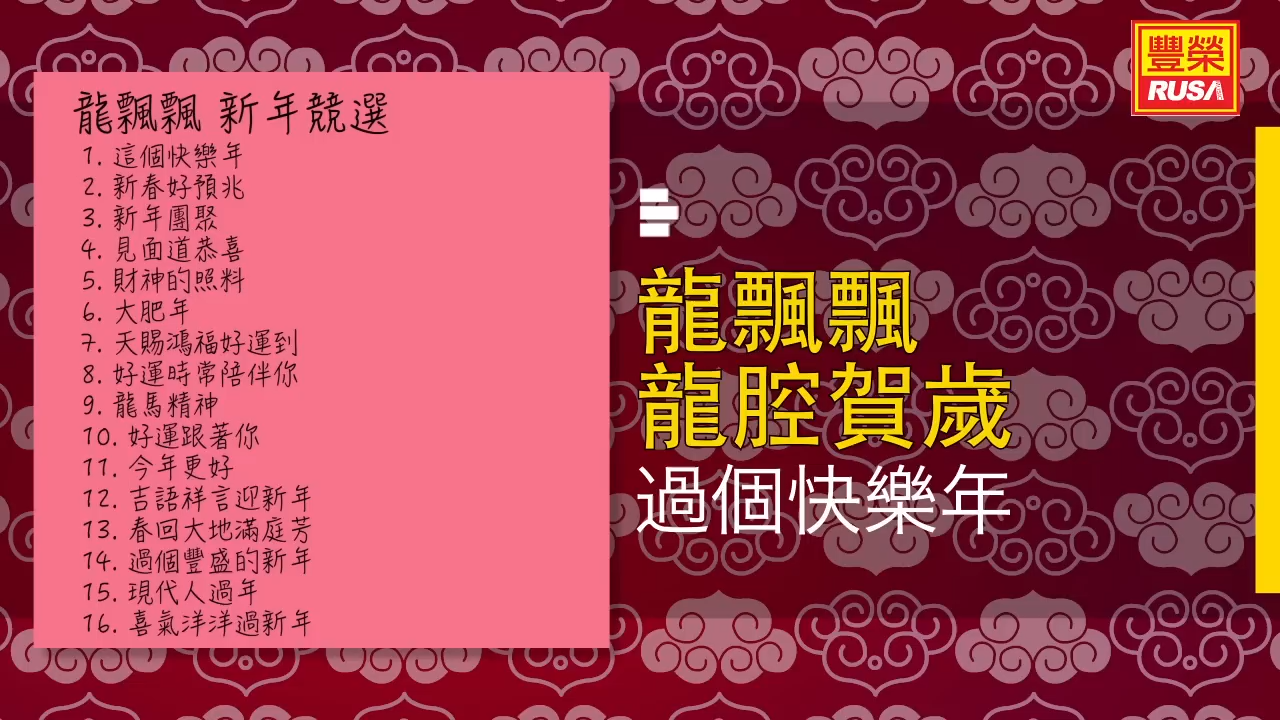 龍飄飄 新年競選
1. 這個快樂年
2. 新春好預兆
3. 新年團聚
4. 見面道恭喜
5. 財神的照料
6. 大肥年
7. 天賜鴻福好運到
8. 好運時常陪伴你
9. 龍馬精神
10. 好運跟著你
11. 今年更好
12. 吉語祥言迎新年
13. 春回大地滿庭芳
14. 過個豐盛的新年
15. 現代人過年
16. 喜氣洋洋過新年
豐榮
RUSA
龍飄飄
龍腔賀歲
過個快樂年